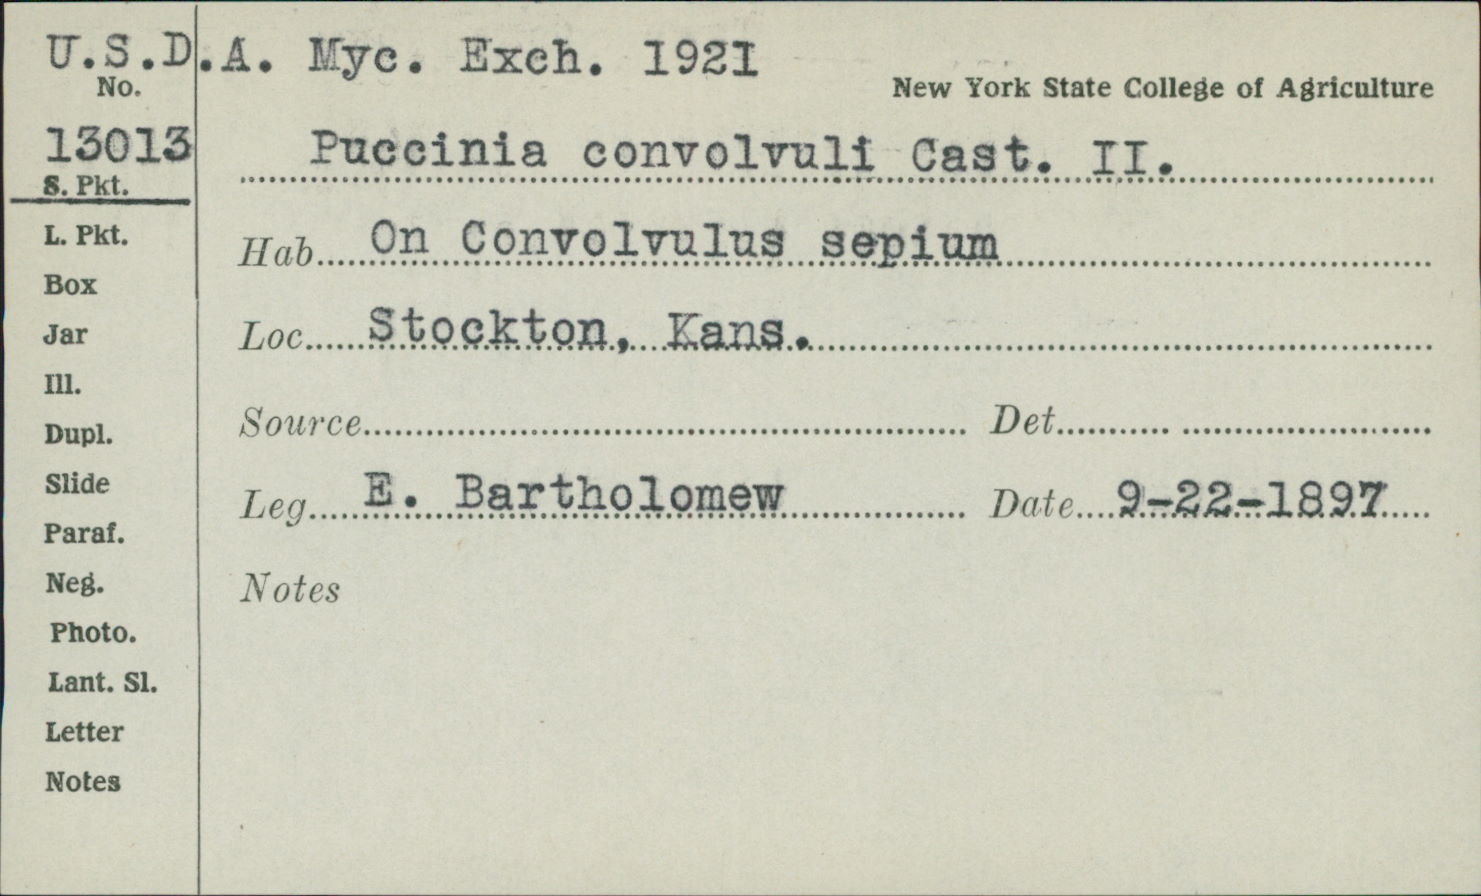 U.S.D.A. Myc. Exch. 1921
No.
New York State College of Agriculture
13013
Puccinia convolvuli Cast. II.
S. Pkt.
L. Pkt.
Hab. On Convolvulus sepium
Box
Jar
Loc. Stockton, Kans.
Ill.
Dupl.
Source Det.
Slide
Leg. E. Bartholomew Date 9-22-1897
Paraf.
Neg.
Notes
Photo.
Lant. Sl.
Letter
Notes